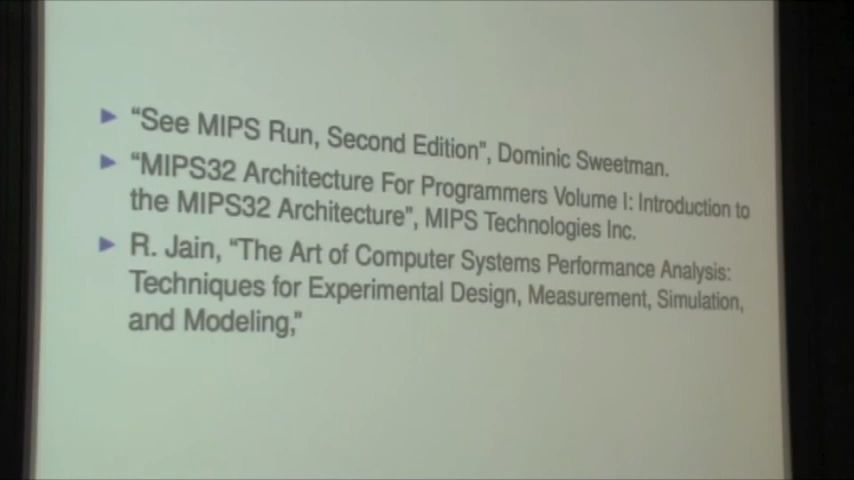 "See MIPS Run, Second Edition", Dominic Sweetman.
"MIPS32 Architecture For Programmers Volume I: Introduction to
the MIPS32 Architecture", MIPS Technologies Inc.
R. Jain, "The Art of Computer Systems Performance Analysis:
Techniques for Experimental Design, Measurement, Simulation,
and Modeling,"